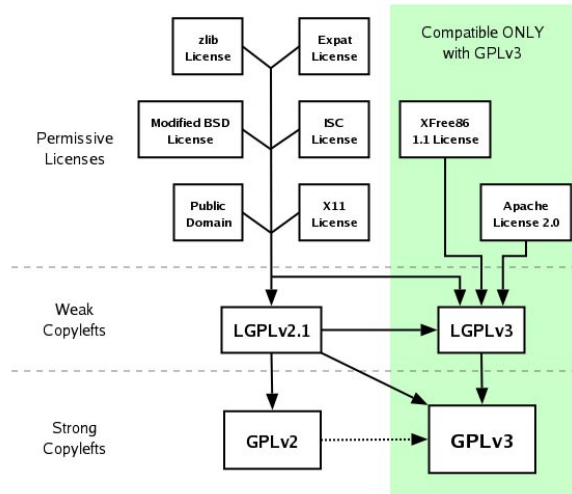 zlib
License
Expat
License
Compatible ONLY
with GPLv3
Permissive
Licenses
Modified BSD
License
ISC
License
XFree86
1.1 License
Public
Domain
X11
License
Apache
License 2.0
Weak
Copylefts
LGPLv2.1
LGPLv3
Strong
Copylefts
GPLv2
GPLv3